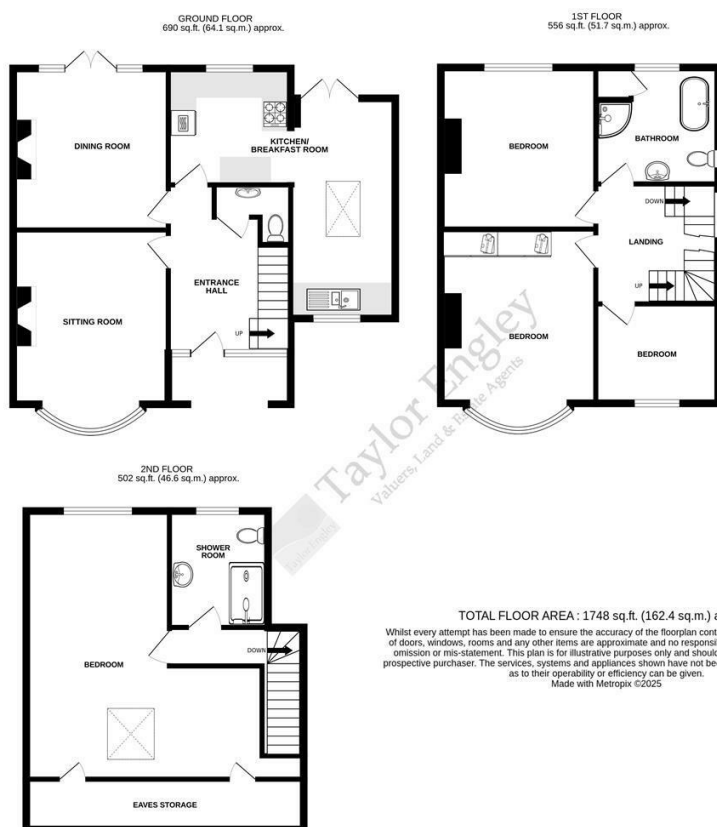 GROUND FLOOR
690 sq.ft. (64.1 sq.m.) approx.
DINING ROOM
KITCHEN/
BREAKFAST ROOM
SITTING ROOM
ENTRANCE
HALL
UP
1ST FLOOR
556 sq.ft. (51.7 sq.m.) approx.
BEDROOM
BATHROOM
DOWN
LANDING
UP
BEDROOM
BEDROOM
Taylor Engley
Valuers, Land & Estate Agents
TaylorEngley
2ND FLOOR
502 sq.ft. (46.6 sq.m.) approx.
SHOWER
ROOM
BEDROOM
DOWN
EAVES STORAGE
TOTAL FLOOR AREA : 1748 sq.ft. (162.4 sq.m.) a
Whilst every attempt has been made to ensure the accuracy of the floorplan cont
of doors, windows, rooms and any other items are approximate and no responsi
omission or mis-statement. This plan is for illustrative purposes only and shoul
prospective purchaser. The services, systems and appliances shown have not be
as to their operability or efficiency can be given.
Made with Metropix ©2025